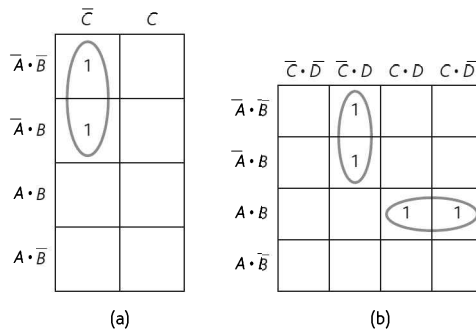 C̅ C
A̅ • B̅ 1
A̅ • B 1
A • B
A • B̅
(a)
C̅ • D̅ C̅ • D C • D C • D̅
A̅ • B̅ 1
A̅ • B 1
A • B 1 1
A • B̅
(b)